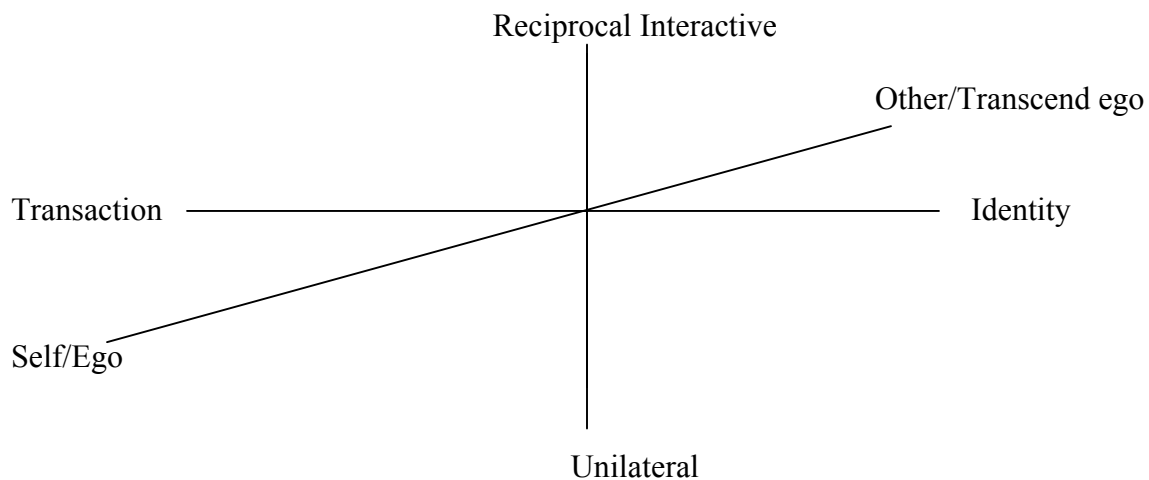 Reciprocal Interactive
Other/Transcend ego
Transaction
Identity
Self/Ego
Unilateral